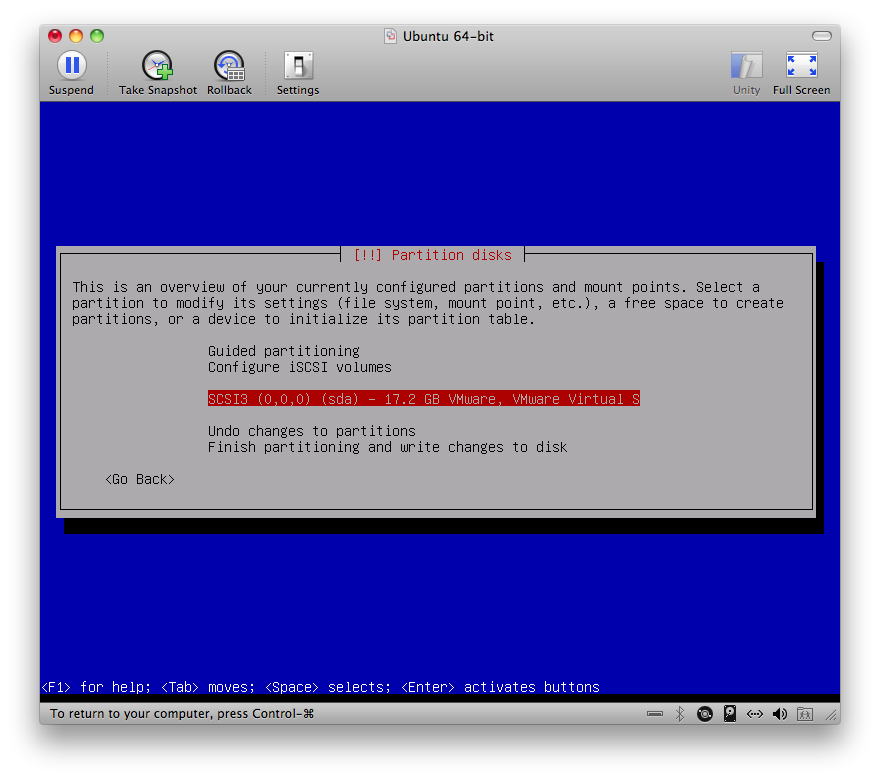 Ubuntu 64-bit
Suspend
Take Snapshot
Rollback
Settings
Unity
Full Screen
[!!] Partition disks
This is an overview of your currently configured partitions and mount points. Select a
partition to modify its settings (file system, mount point, etc.), a free space to create
partitions, or a device to initialize its partition table.
Guided partitioning
Configure iSCSI volumes
SCSI3 (0,0,0) (sda) - 17.2 GB VMware, VMware Virtual S
Undo changes to partitions
Finish partitioning and write changes to disk
<Go Back>
<F1> for help; <Tab> moves; <Space> selects; <Enter> activates buttons
To return to your computer, press Control-⌘